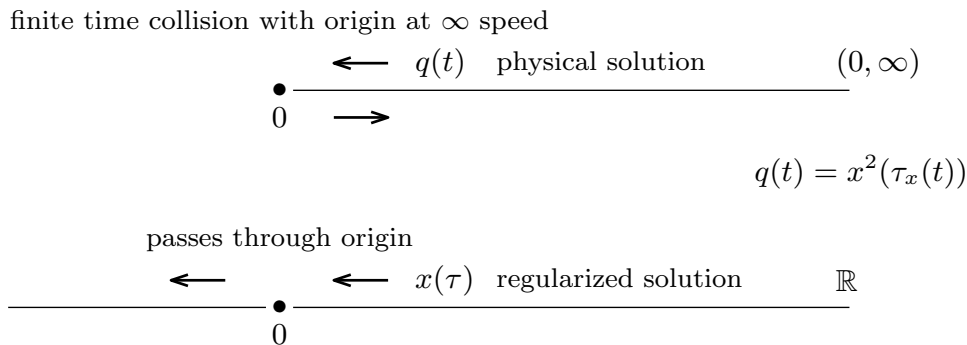 finite time collision with origin at ∞ speed
q(t) physical solution (0, ∞)
0
q(t) = x²(τₓ(t))
passes through origin
x(τ) regularized solution ℝ
0